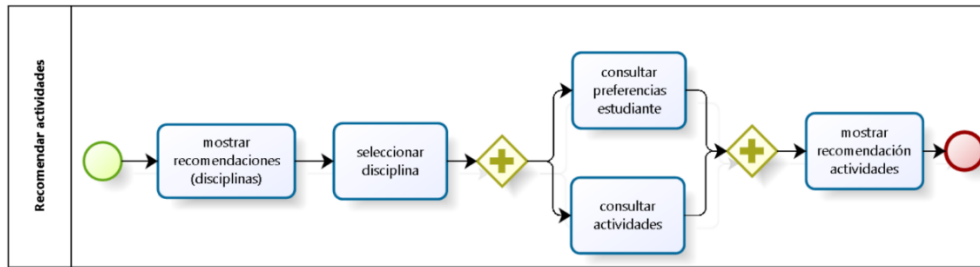 Recomendar actividades
mostrar
recomendaciones
(disciplinas)
seleccionar
disciplina
consultar
preferencias
estudiante
consultar
actividades
mostrar
recomendación
actividades